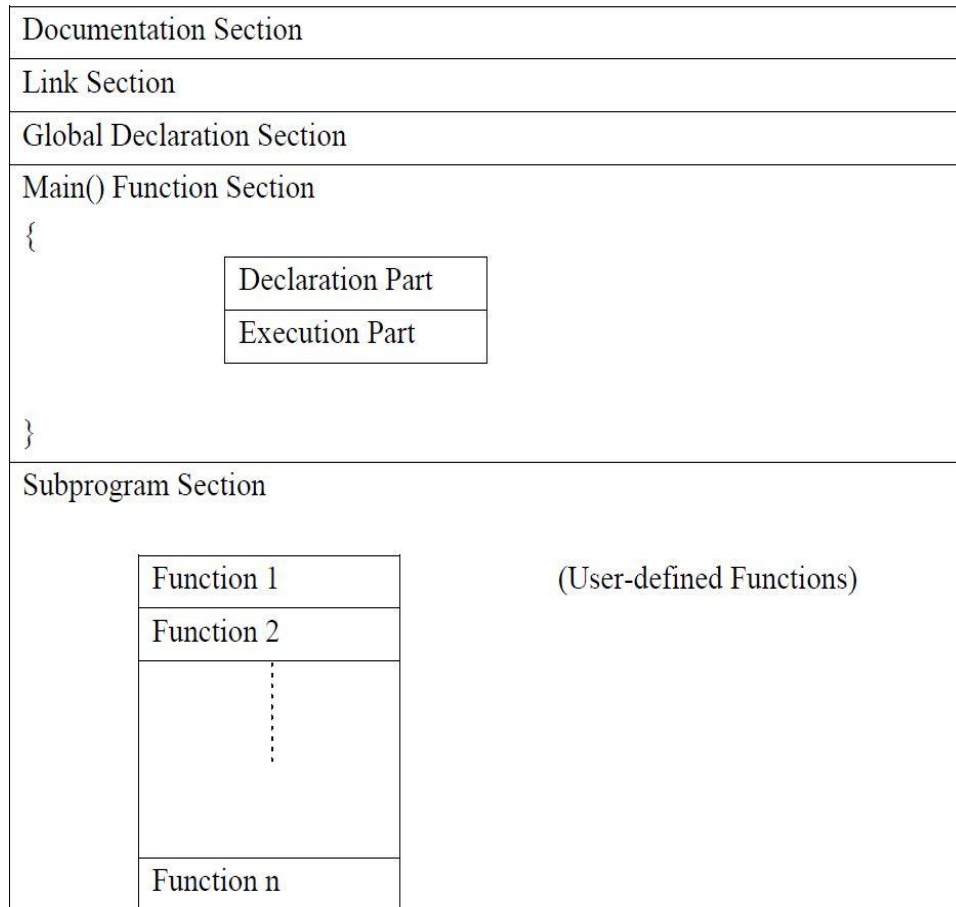 Documentation Section
Link Section
Global Declaration Section
Main() Function Section
{
Declaration Part
Execution Part
}
Subprogram Section
Function 1
(User-defined Functions)
Function 2
Function n